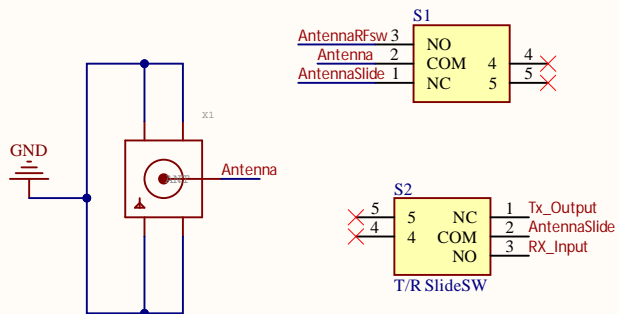 S1
AntennaRFsw 3 NO
Antenna 2 COM 4 4
AntennaSlide 1 NC 5 5
X1
GND
ANT
Antenna
S2
5 5 NC 1 Tx_Output
4 4 COM 2 AntennaSlide
NO 3 RX_Input
T/R SlideSW